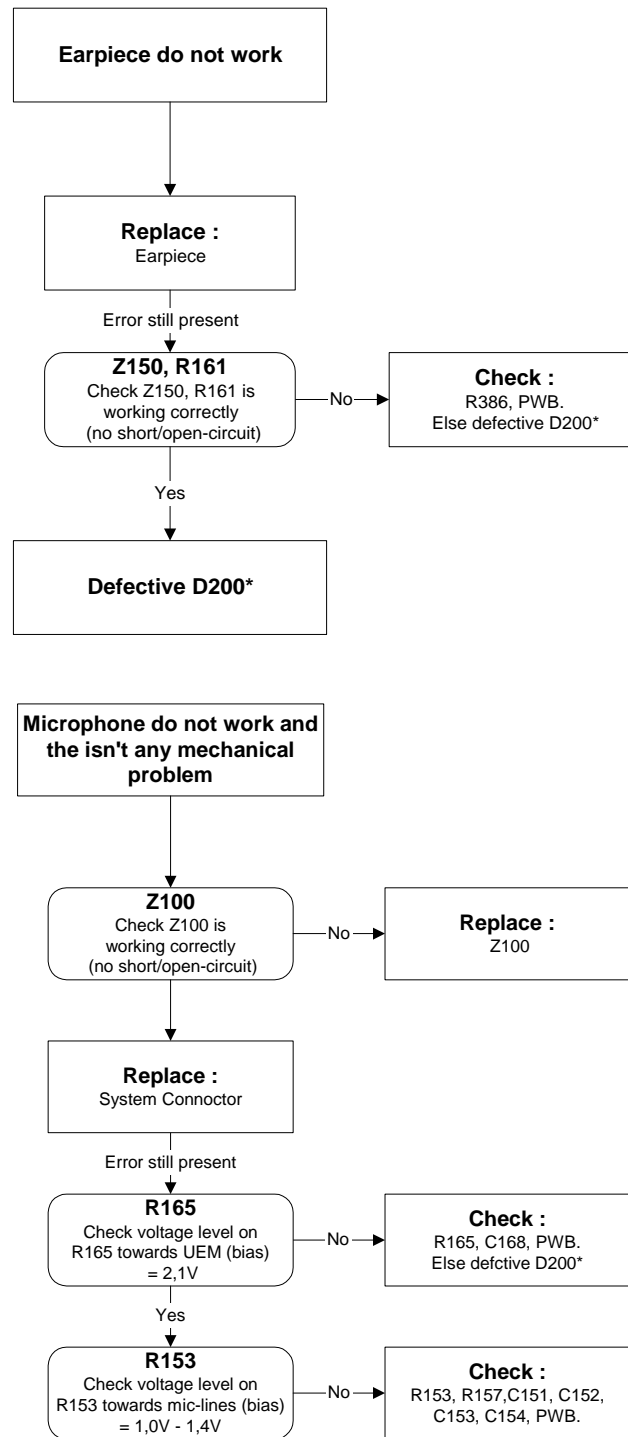 Earpiece do not work
Replace :
Earpiece
Error still present
Z150, R161
Check Z150, R161 is
working correctly
(no short/open-circuit)
No
Check :
R386, PWB.
Else defective D200*
Yes
Defective D200*
Microphone do not work and
the isn't any mechanical
problem
Z100
Check Z100 is
working correctly
(no short/open-circuit)
No
Replace :
Z100
Replace :
System Connoctor
Error still present
R165
Check voltage level on
R165 towards UEM (bias)
= 2,1V
No
Check :
R165, C168, PWB.
Else defctive D200*
Yes
R153
Check voltage level on
R153 towards mic-lines (bias)
= 1,0V - 1,4V
No
Check :
R153, R157,C151, C152,
C153, C154, PWB.